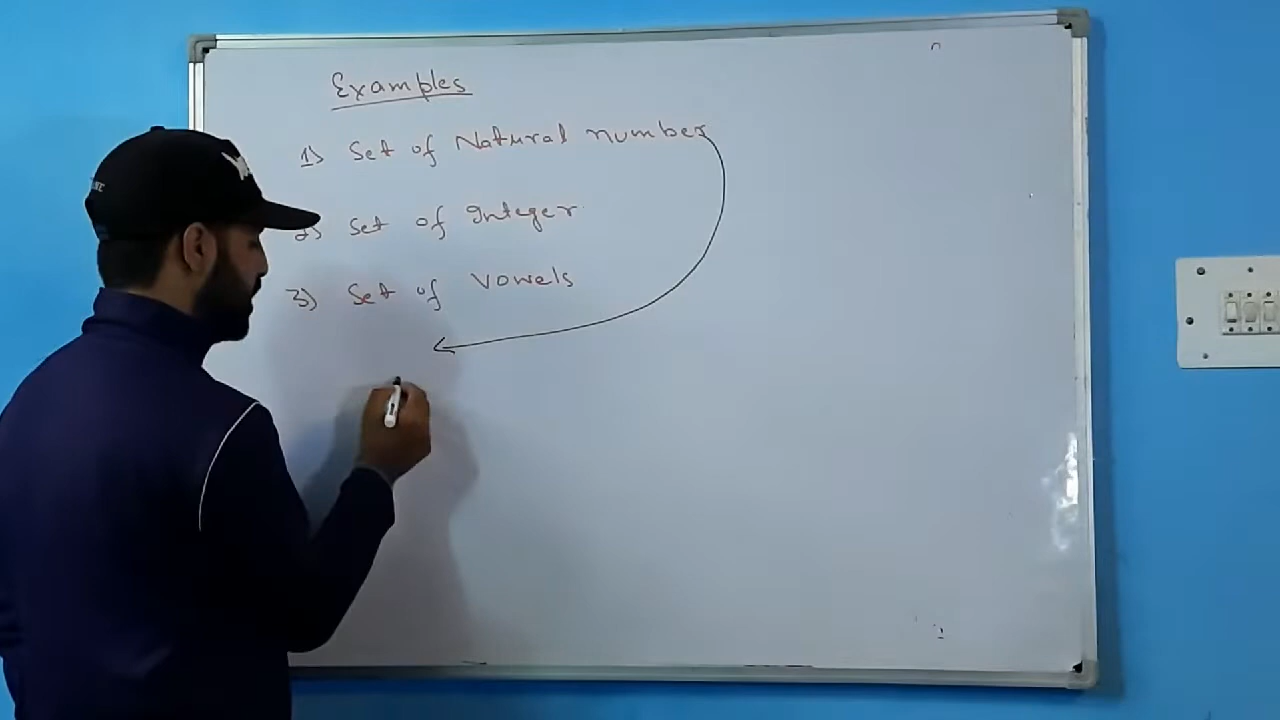 Examples
1) Set of Natural number
2) Set of Integer
3) Set of Vowels